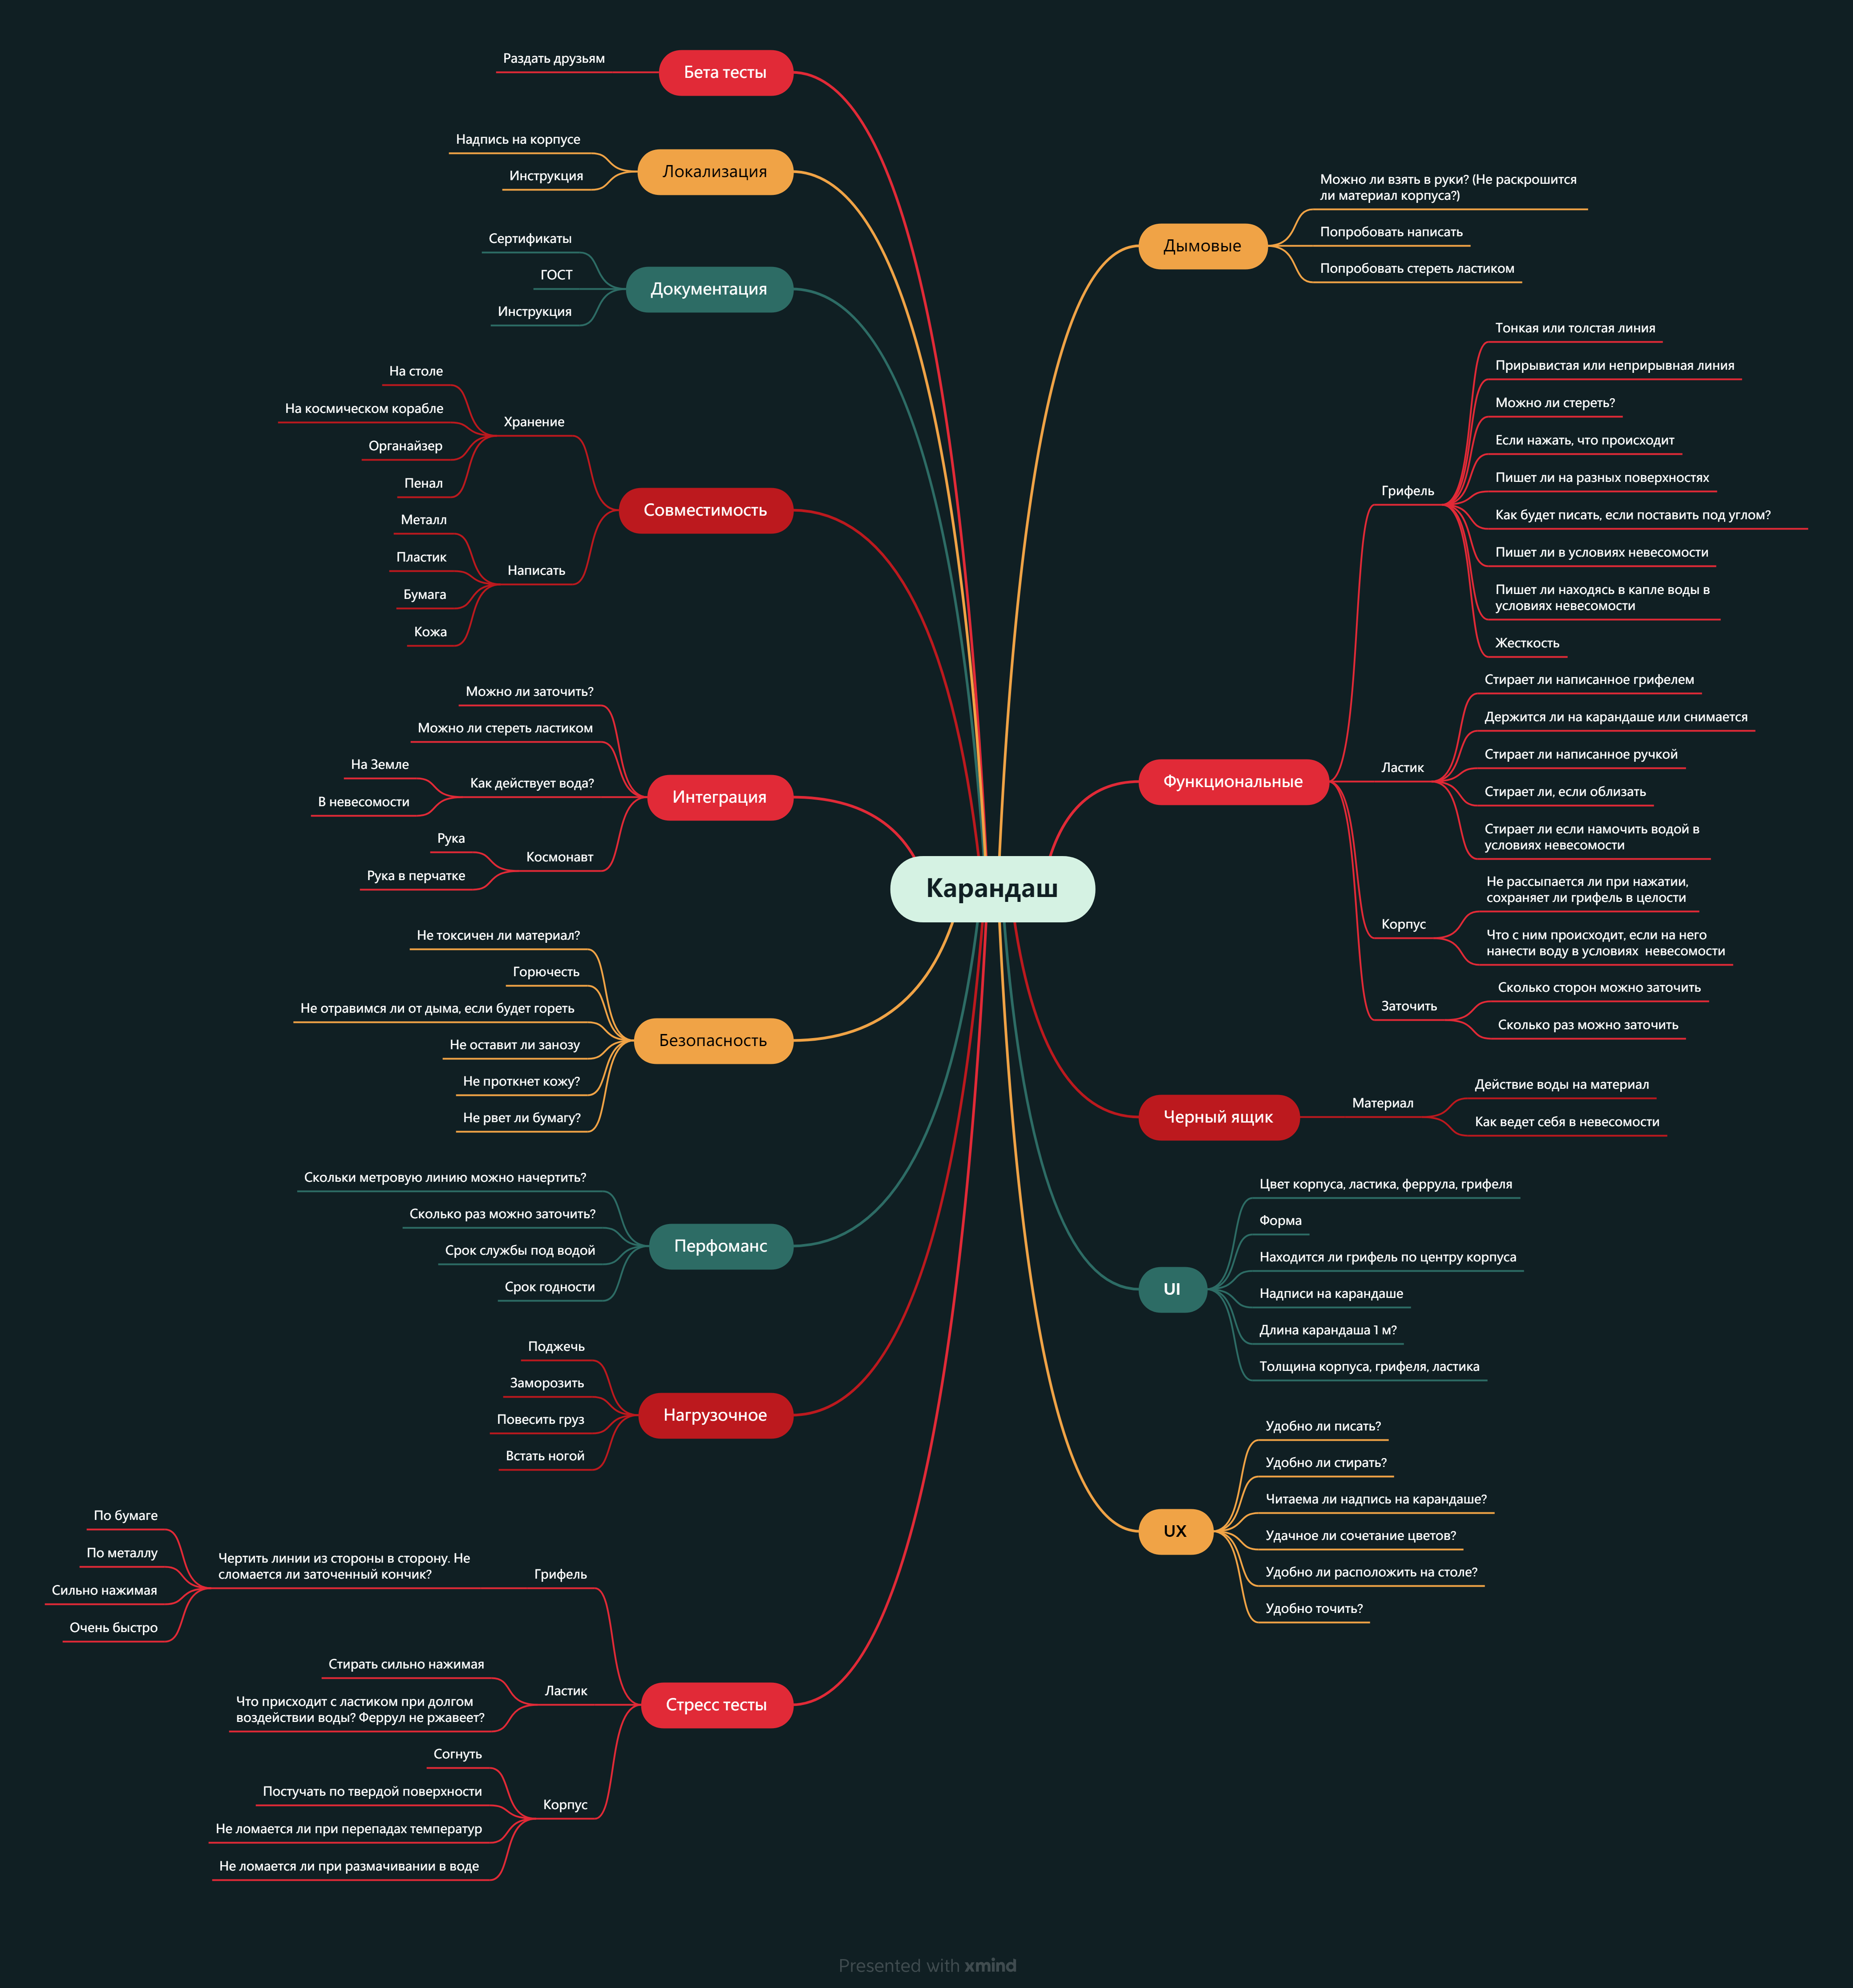 Раздать друзьям
Бета тесты
Надпись на корпусе
Инструкция
Локализация
Сертификаты
ГОСТ
Инструкция
Документация
На столе
На космическом корабле
Органайзер
Пенал
Хранение
Металл
Пластик
Бумага
Кожа
Написать
Совместимость
Можно ли заточить?
Можно ли стереть ластиком
На Земле
В невесомости
Как действует вода?
Рука
Рука в перчатке
Космонавт
Интеграция
Не токсичен ли материал?
Горючесть
Не отравимся ли от дыма, если будет гореть
Не оставит ли занозу
Не проткнет кожу?
Не рвет ли бумагу?
Безопасность
Скольки метровую линию можно начертить?
Сколько раз можно заточить?
Срок службы под водой
Срок годности
Перфоманс
Поджечь
Заморозить
Повесить груз
Встать ногой
Нагрузочное
По бумаге
По металлу
Сильно нажимая
Очень быстро
Чертить линии из стороны в сторону. Не
сломается ли заточенный кончик?
Грифель
Стирать сильно нажимая
Что присходит с ластиком при долгом
воздействии воды? Феррул не ржавеет?
Ластик
Согнуть
Постучать по твердой поверхности
Не ломается ли при перепадах температур
Не ломается ли при размачивании в воде
Корпус
Стресс тесты
Карандаш
Дымовые
Можно ли взять в руки? (Не раскрошится
ли материал корпуса?)
Попробовать написать
Попробовать стереть ластиком
Функциональные
Грифель
Тонкая или толстая линия
Прирывистая или неприрывная линия
Можно ли стереть?
Если нажать, что происходит
Пишет ли на разных поверхностях
Как будет писать, если поставить под углом?
Пишет ли в условиях невесомости
Пишет ли находясь в капле воды в
условиях невесомости
Жесткость
Ластик
Стирает ли написанное грифелем
Держится ли на карандаше или снимается
Стирает ли написанное ручкой
Стирает ли, если облизать
Стирает ли если намочить водой в
условиях невесомости
Корпус
Не рассыпается ли при нажатии,
сохраняет ли грифель в целости
Что с ним происходит, если на него
нанести воду в условиях невесомости
Заточить
Сколько сторон можно заточить
Сколько раз можно заточить
Черный ящик
Материал
Действие воды на материал
Как ведет себя в невесомости
UI
Цвет корпуса, ластика, феррула, грифеля
Форма
Находится ли грифель по центру корпуса
Надписи на карандаше
Длина карандаша 1 м?
Толщина корпуса, грифеля, ластика
UX
Удобно ли писать?
Удобно ли стирать?
Читаема ли надпись на карандаше?
Удачное ли сочетание цветов?
Удобно ли расположить на столе?
Удобно точить?
Presented with xmind